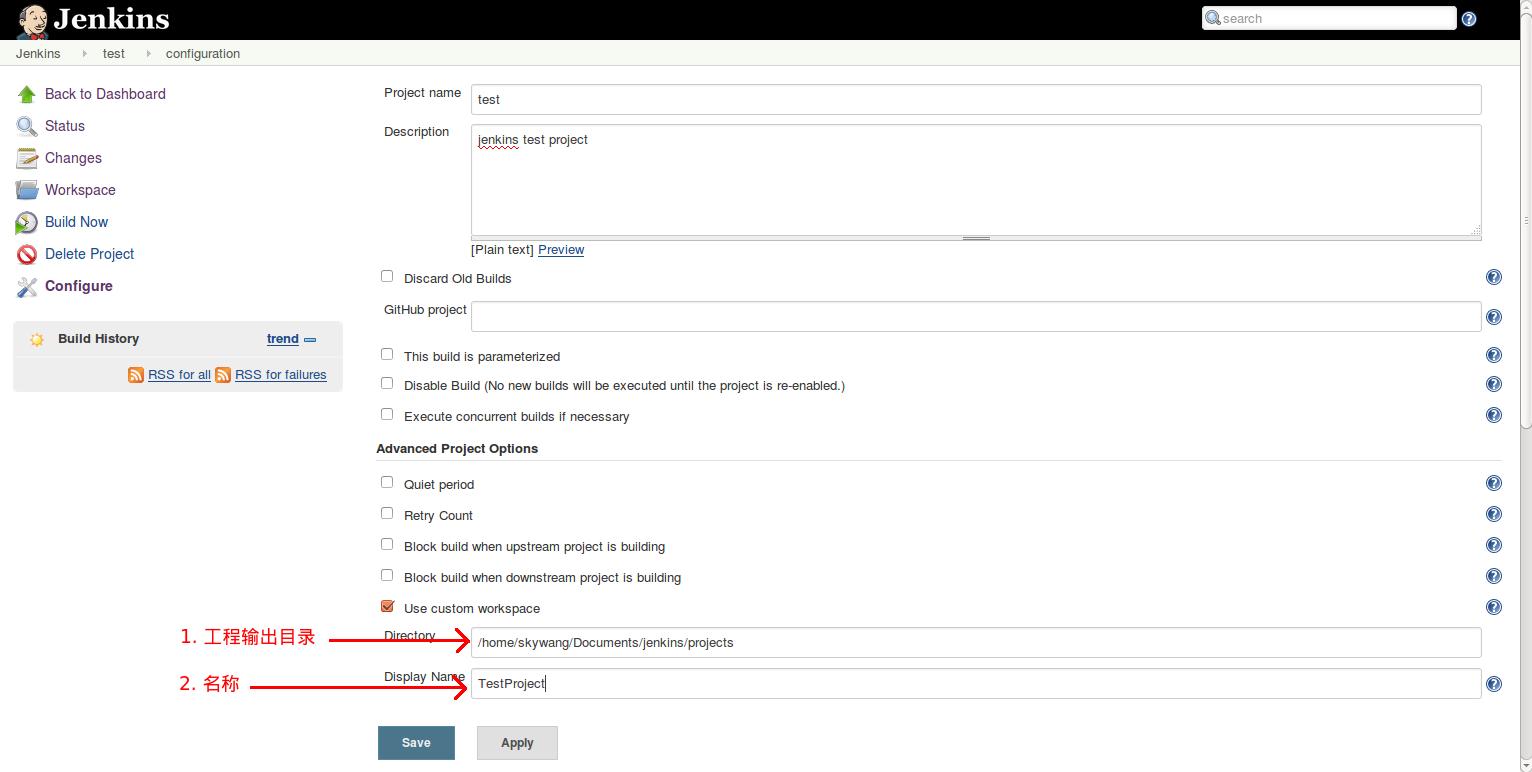 Jenkins
search
Jenkins test configuration
Back to Dashboard
Status
Changes
Workspace
Build Now
Delete Project
Configure
Build History trend
RSS for all RSS for failures
Project name test
Description jenkins test project
[Plain text] Preview
Discard Old Builds
GitHub project
This build is parameterized
Disable Build (No new builds will be executed until the project is re-enabled.)
Execute concurrent builds if necessary
Advanced Project Options
Quiet period
Retry Count
Block build when upstream project is building
Block build when downstream project is building
Use custom workspace
1. 工程输出目录 Directory /home/skywang/Documents/jenkins/projects
2. 名称 Display Name TestProject
Save Apply